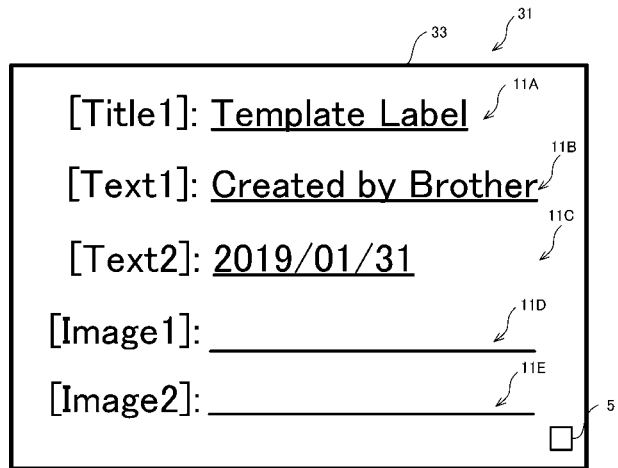 31
33
[Title1]: Template Label
11A
[Text1]: Created by Brother
11B
[Text2]: 2019/01/31
11C
[Image1]:
11D
[Image2]:
11E
5